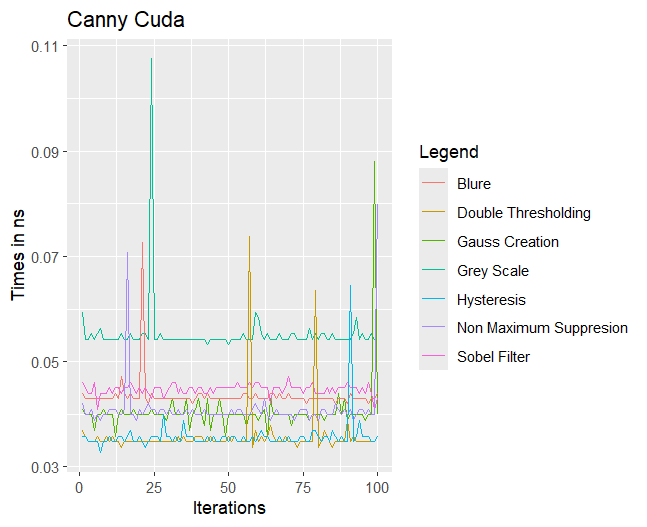 Canny Cuda
0.11
0.09
0.07
0.05
0.03
Times in ns
0
25
50
75
100
Iterations
Legend
Blure
Double Thresholding
Gauss Creation
Grey Scale
Hysteresis
Non Maximum Suppresion
Sobel Filter